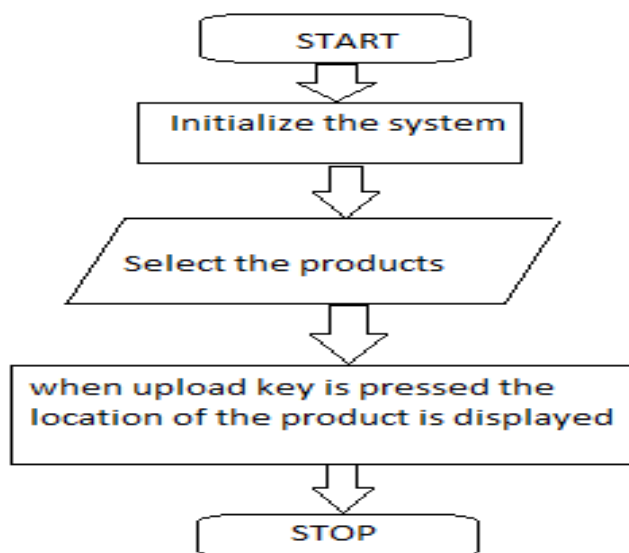 START
Initialize the system
Select the products
when upload key is pressed the
location of the product is displayed
STOP